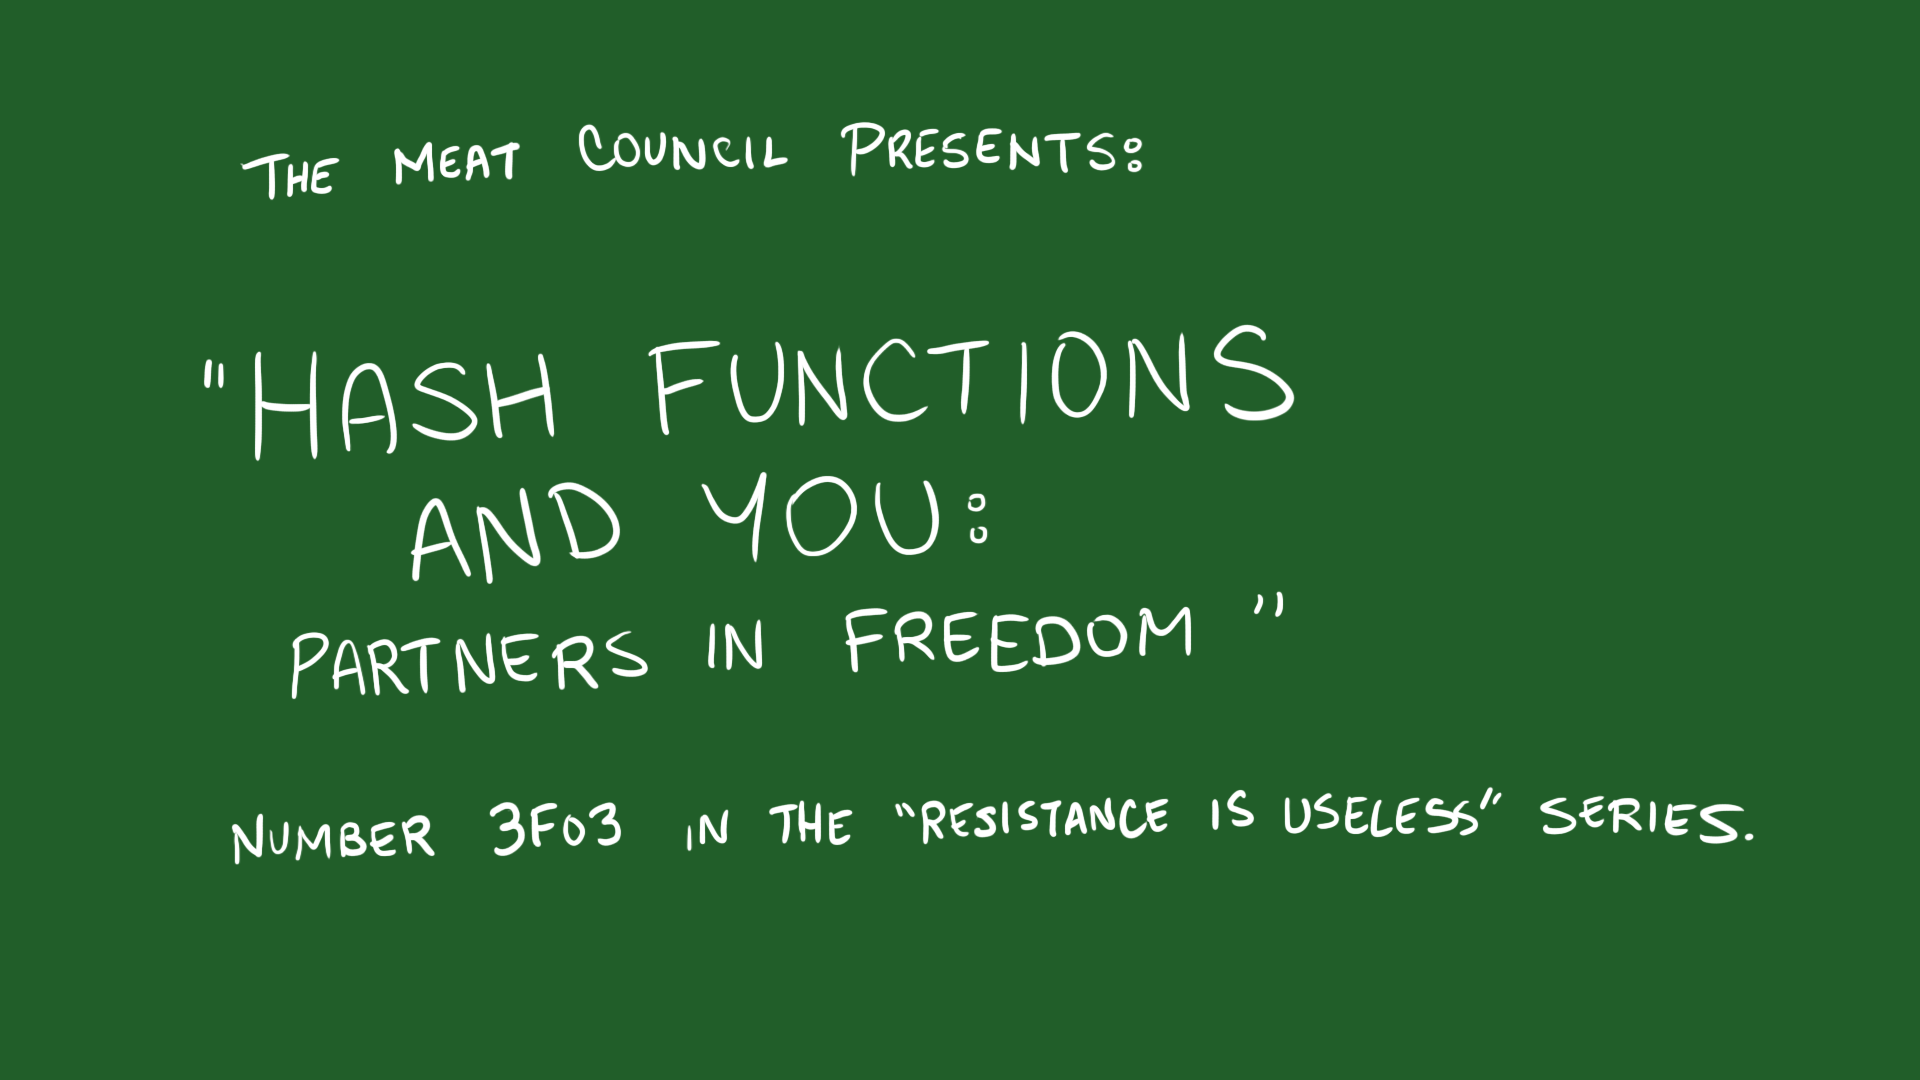 THE MEAT COUNCIL PRESENTS:
"HASH FUNCTIONS
AND YOU:
PARTNERS IN FREEDOM"
NUMBER 3F03 IN THE "RESISTANCE IS USELESS" SERIES.